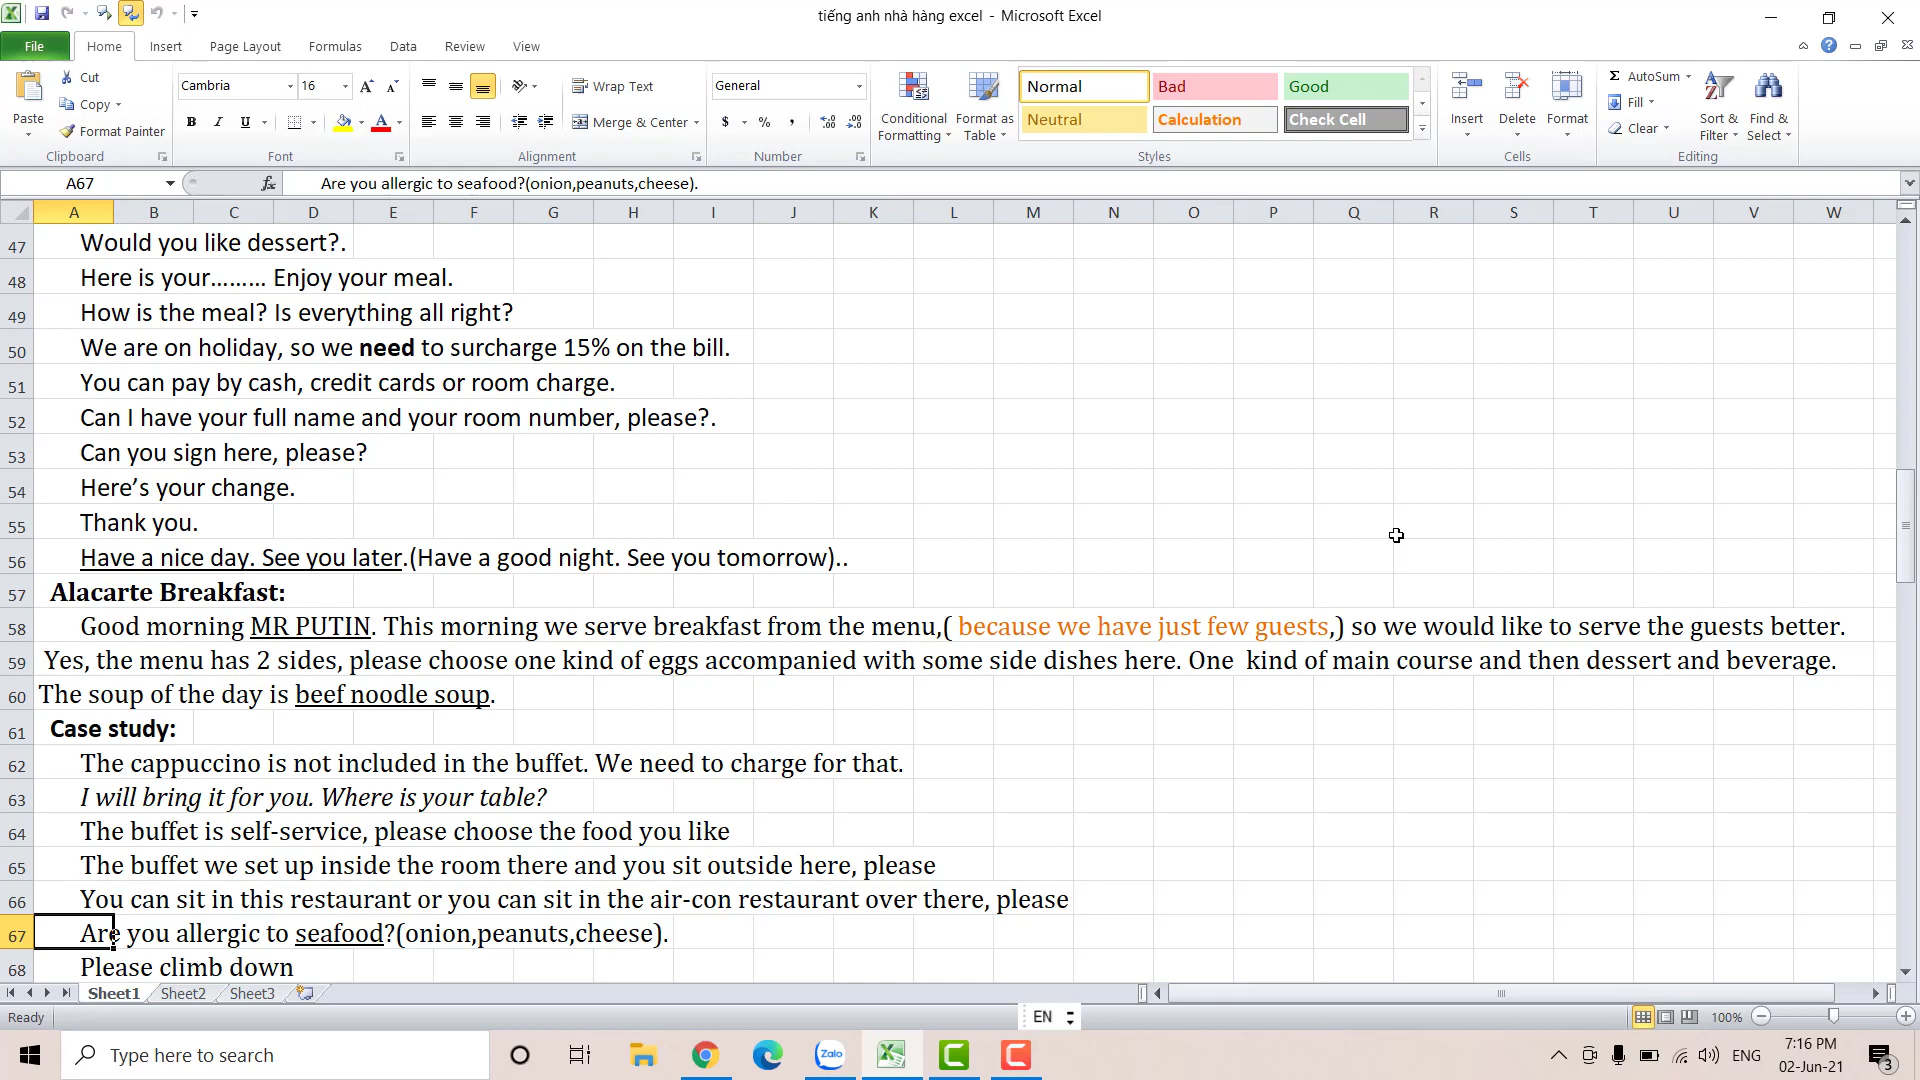 tiếng anh nhà hàng excel - Microsoft Excel
File Home Insert Page Layout Formulas Data Review View
Paste Cut Copy Format Painter Clipboard
Cambria 16 B I U A Font
Wrap Text Merge & Center Alignment
General $ % , Number
Conditional Formatting Format as Table
Normal Bad Good
Neutral Calculation Check Cell
Styles
Insert Delete Format Cells
Σ AutoSum Fill Clear Sort & Filter Find & Select Editing
A67 fx Are you allergic to seafood?(onion,peanuts,cheese).
A B C D E F G H I J K L M N O P Q R S T U V W
47 Would you like dessert?.
48 Here is your……… Enjoy your meal.
49 How is the meal? Is everything all right?
50 We are on holiday, so we need to surcharge 15% on the bill.
51 You can pay by cash, credit cards or room charge.
52 Can I have your full name and your room number, please?.
53 Can you sign here, please?
54 Here’s your change.
55 Thank you.
56 Have a nice day. See you later.(Have a good night. See you tomorrow)..
57 Alacarte Breakfast:
58 Good morning MR PUTIN. This morning we serve breakfast from the menu,( because we have just few guests,) so we would like to serve the guests better.
59 Yes, the menu has 2 sides, please choose one kind of eggs accompanied with some side dishes here. One  kind of main course and then dessert and beverage.
60 The soup of the day is beef noodle soup.
61 Case study:
62 The cappuccino is not included in the buffet. We need to charge for that.
63 I will bring it for you. Where is your table?
64 The buffet is self-service, please choose the food you like
65 The buffet we set up inside the room there and you sit outside here, please
66 You can sit in this restaurant or you can sit in the air-con restaurant over there, please
67 Are you allergic to seafood?(onion,peanuts,cheese).
68 Please climb down
Sheet1 Sheet2 Sheet3
Ready EN 100%
Type here to search Zalo ENG 7:16 PM
02-Jun-21 3